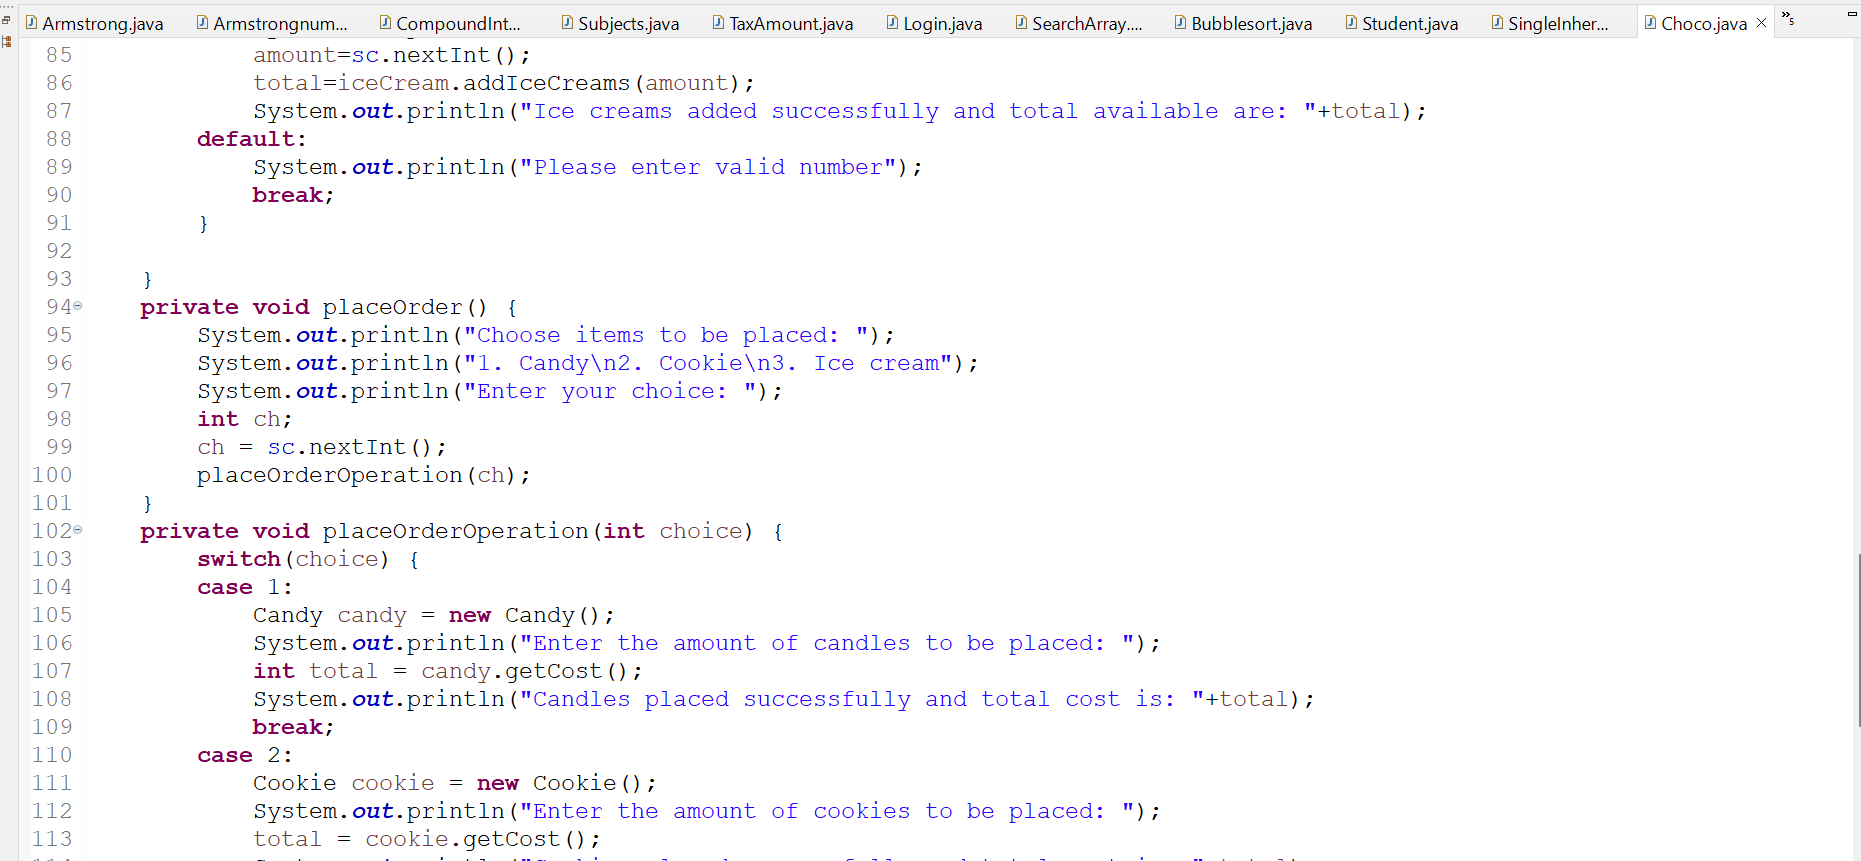 Armstrong.java Armstrongnum... CompoundInt... Subjects.java TaxAmount.java Login.java SearchArray.... Bubblesort.java Student.java SingleInher... Choco.java »5
85 amount=sc.nextInt();
86 total=iceCream.addIceCreams(amount);
87 System.out.println("Ice creams added successfully and total available are: "+total);
88 default:
89 System.out.println("Please enter valid number");
90 break;
91 }
92
93 }
94 private void placeOrder() {
95 System.out.println("Choose items to be placed: ");
96 System.out.println("1. Candy\n2. Cookie\n3. Ice cream");
97 System.out.println("Enter your choice: ");
98 int ch;
99 ch = sc.nextInt();
100 placeOrderOperation(ch);
101 }
102 private void placeOrderOperation(int choice) {
103 switch(choice) {
104 case 1:
105 Candy candy = new Candy();
106 System.out.println("Enter the amount of candles to be placed: ");
107 int total = candy.getCost();
108 System.out.println("Candles placed successfully and total cost is: "+total);
109 break;
110 case 2:
111 Cookie cookie = new Cookie();
112 System.out.println("Enter the amount of cookies to be placed: ");
113 total = cookie.getCost();